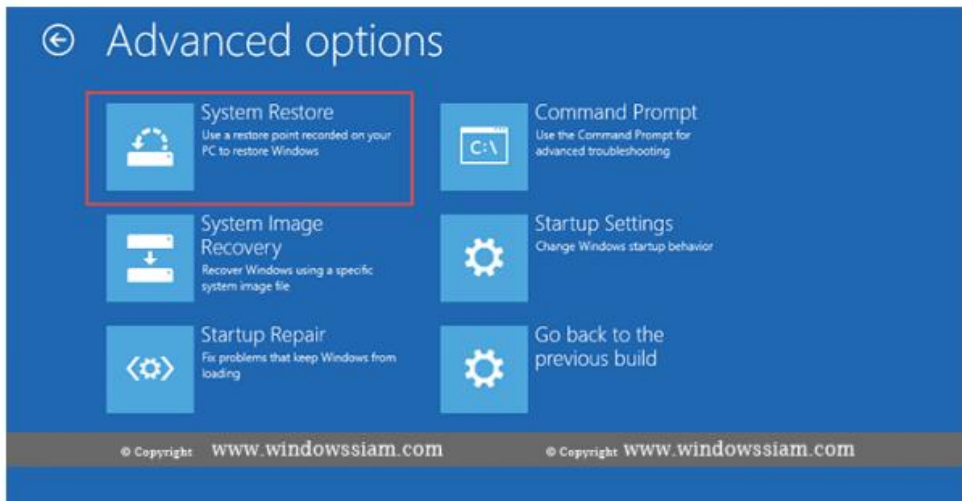 Advanced options
System Restore
Use a restore point recorded on your
PC to restore Windows
System Image
Recovery
Recover Windows using a specific
system image file
Startup Repair
Fix problems that keep Windows from
loading
C:\
Command Prompt
Use the Command Prompt for
advanced troubleshooting
Startup Settings
Change Windows startup behavior
Go back to the
previous build
© Copyright www.windowssiam.com
© Copyright www.windowssiam.com